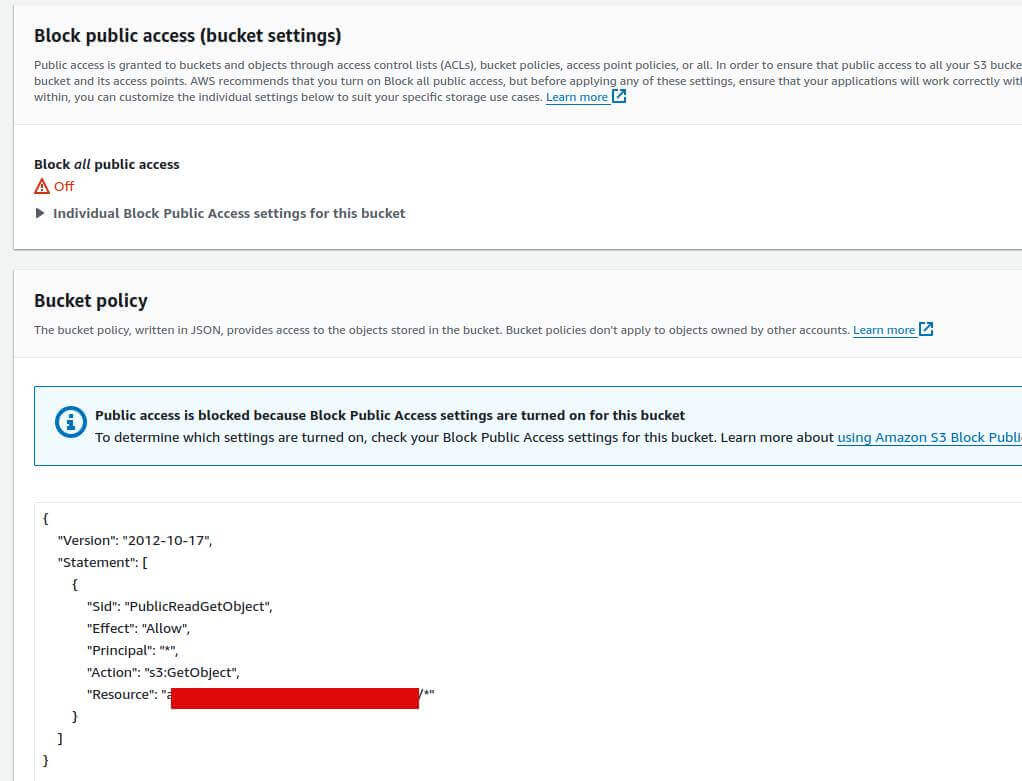 Block public access (bucket settings)
Public access is granted to buckets and objects through access control lists (ACLs), bucket policies, access point policies, or all. In order to ensure that public access to all your S3
bucket and its access points. AWS recommends that you turn on Block all public access, but before applying any of these settings, ensure that your applications will work correctly
within, you can customize the individual settings below to suit your specific storage use cases. Learn more
Block all public access
Off
Individual Block Public Access settings for this bucket
Bucket policy
The bucket policy, written in JSON, provides access to the objects stored in the bucket. Bucket policies don't apply to objects owned by other accounts. Learn more
Public access is blocked because Block Public Access settings are turned on for this bucket
To determine which settings are turned on, check your Block Public Access settings for this bucket. Learn more about using Amazon S3 Block
{
"Version": "2012-10-17",
"Statement": [
{
"Sid": "PublicReadGetObject",
"Effect": "Allow",
"Principal": "*",
"Action": "s3:GetObject",
"Resource": "a /*"
}
]
}